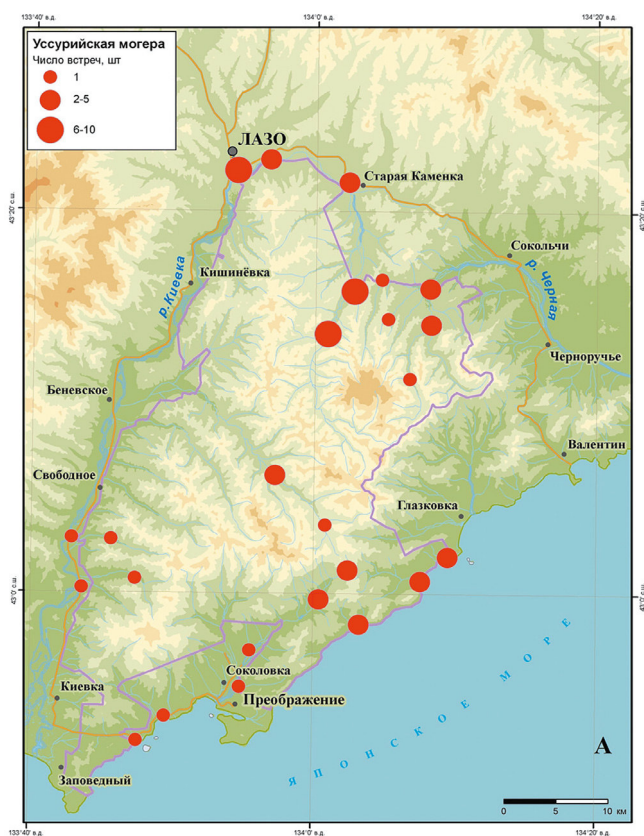 133°40' в.д.
134°0' в.д.
134°20' в.д.
Уссурийская могера
Число встреч, шт
1
2-5
6-10
ЛАЗО
Старая Каменка
43°20' с.ш.
43°20' с.ш.
Сокольчи
Кишинёвка
р.Киевка
р. Черная
Черноручье
Беневское
Валентин
Свободное
Глазковка
43°0' с.ш.
43°0' с.ш.
Соколовка
Киевка
Преображение
ЯПОНСКОЕ МОРЕ
А
Заповедный
0 5 10 км
133°40' в.д.
134°0' в.д.
134°20' в.д.